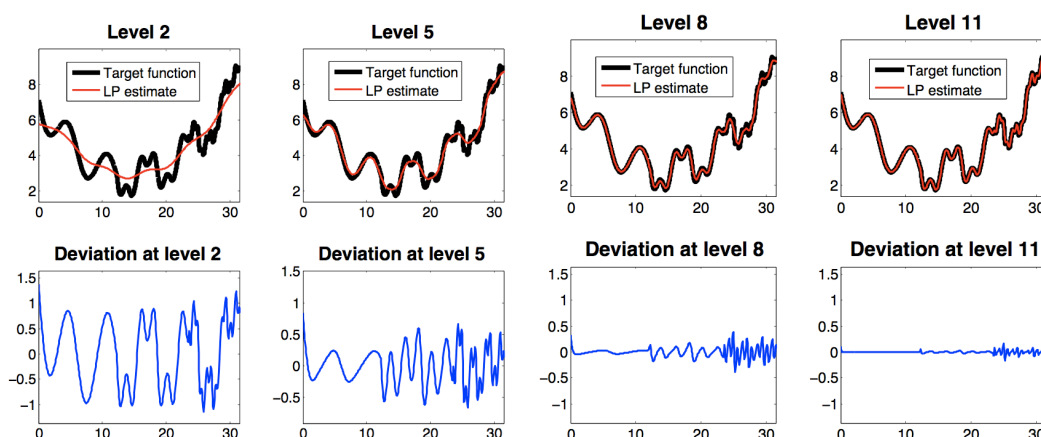 Level 2
Level 5
Level 8
Level 11
Target function
LP estimate
Target function
LP estimate
Target function
LP estimate
Target function
LP estimate
8
6
4
2
0 10 20 30
8
6
4
2
0 10 20 30
8
6
4
2
0 10 20 30
8
6
4
2
0 10 20 30
Deviation at level 2
Deviation at level 5
Deviation at level 8
Deviation at level 11
1.5
1
0.5
0
−0.5
−1
0 10 20 30
1.5
1
0.5
0
−0.5
0 10 20 30
1.5
1
0.5
0
0.5
1
0 10 20 30
1.5
1
0.5
0
0.5
1
0 10 20 30